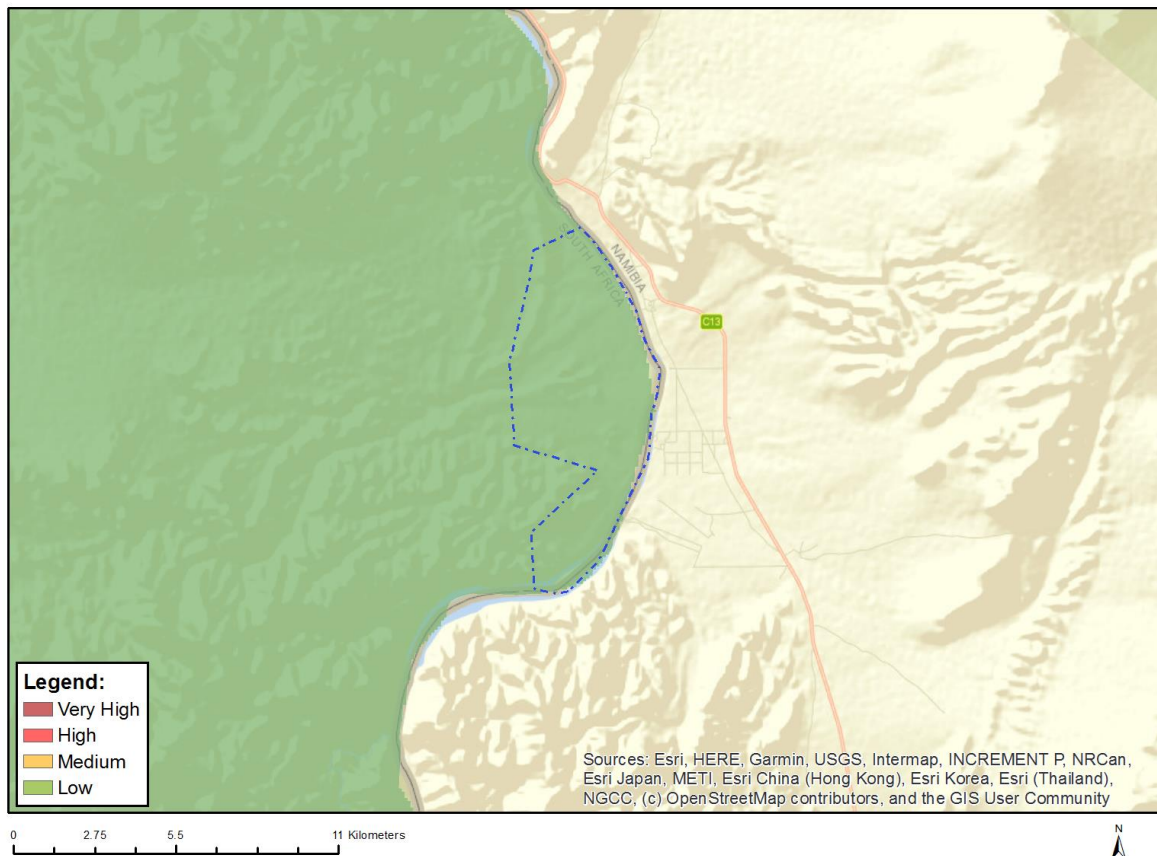 NAMIBIA
SOUTH AFRICA
C13
Legend:
Very High
High
Medium
Low
Sources: Esri, HERE, Garmin, USGS, Intermap, INCREMENT P, NRCan,
Esri Japan, METI, Esri China (Hong Kong), Esri Korea, Esri (Thailand),
NGCC, (c) OpenStreetMap contributors, and the GIS User Community
0 2.75 5.5 11 Kilometers
N